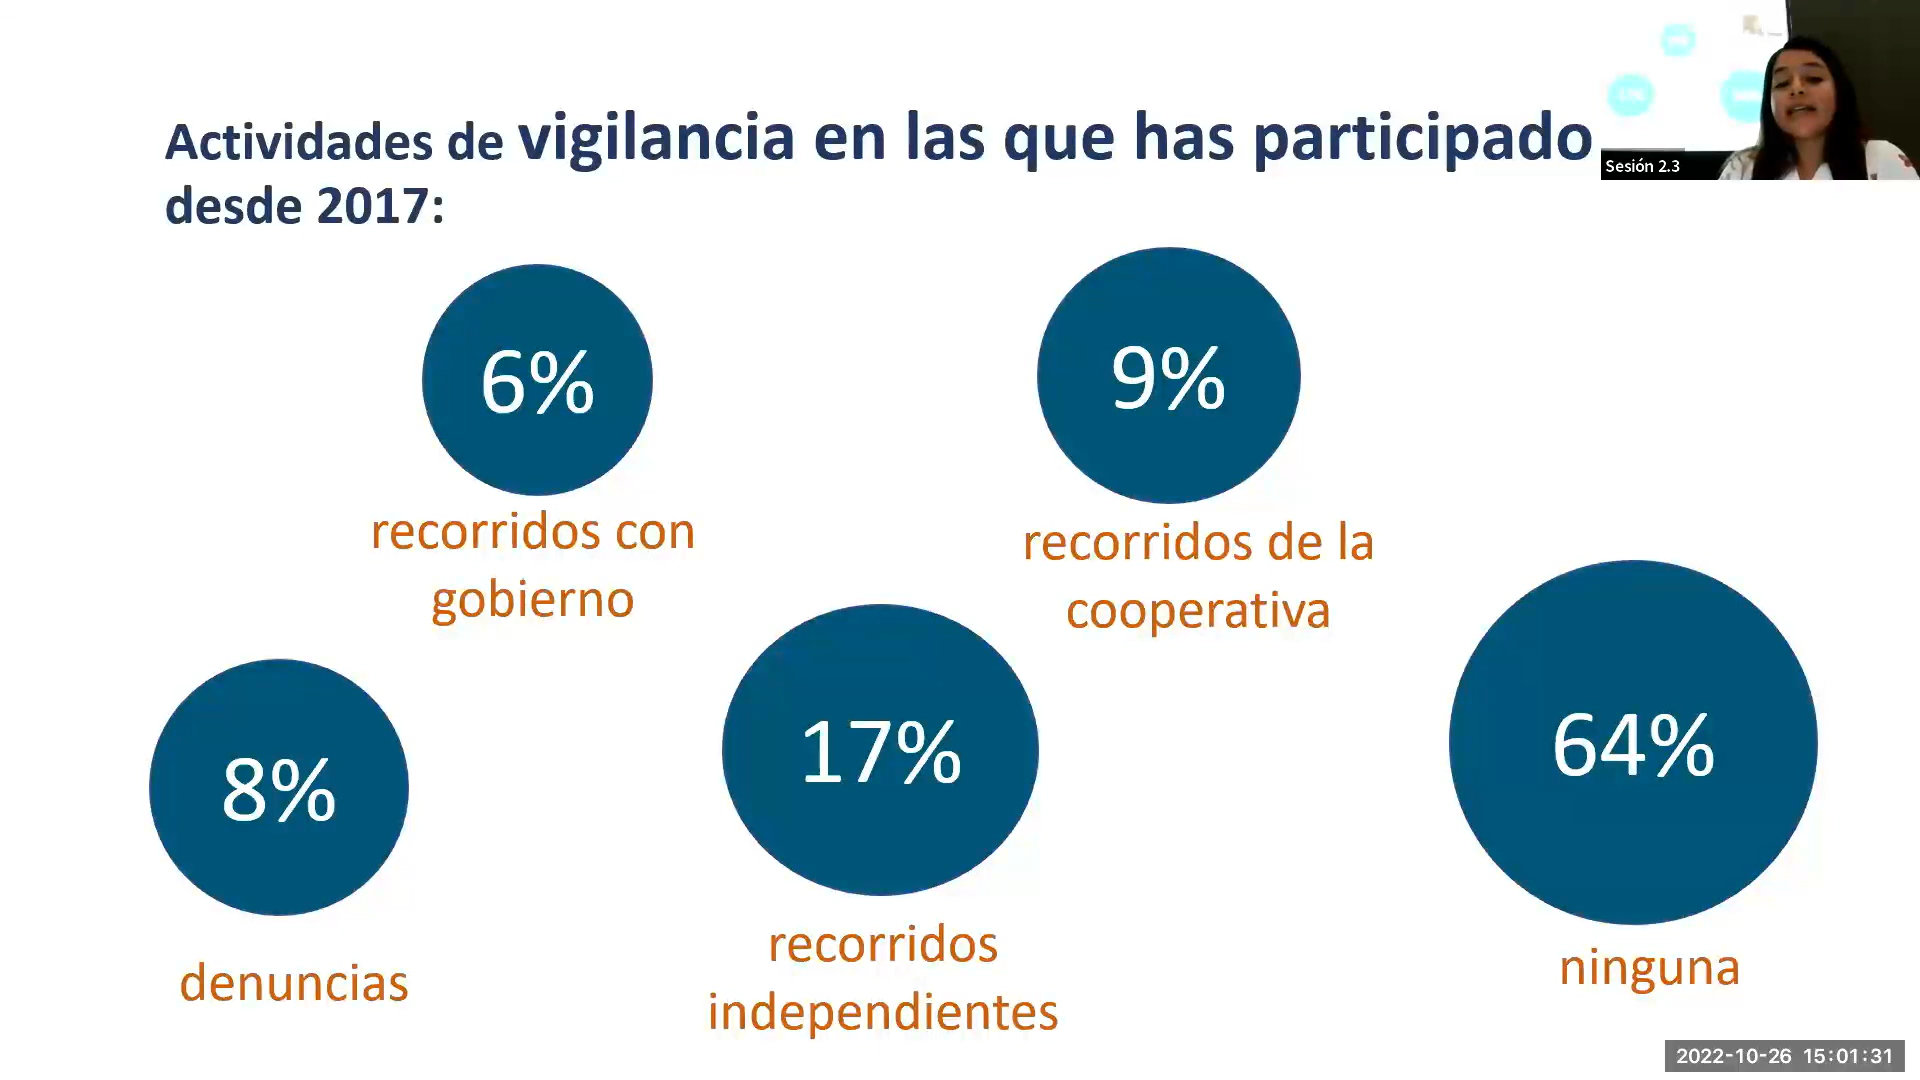 Actividades de vigilancia en las que has participado
desde 2017:
Sesión 2.3
6%
recorridos con
gobierno
9%
recorridos de la
cooperativa
8%
denuncias
17%
recorridos
independientes
64%
ninguna
2022-10-26 15:01:31